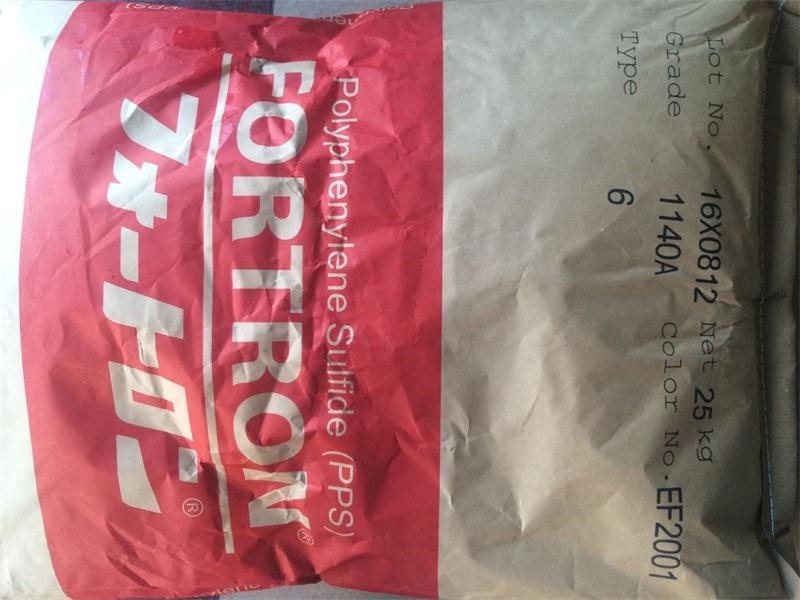 Lot No. 16X0812 Net 25 kg
Grade 1140A Color No. EF2001
Type 6
Polyphenylene Sulfide (PPS)
FORTRON®
フォートロン®